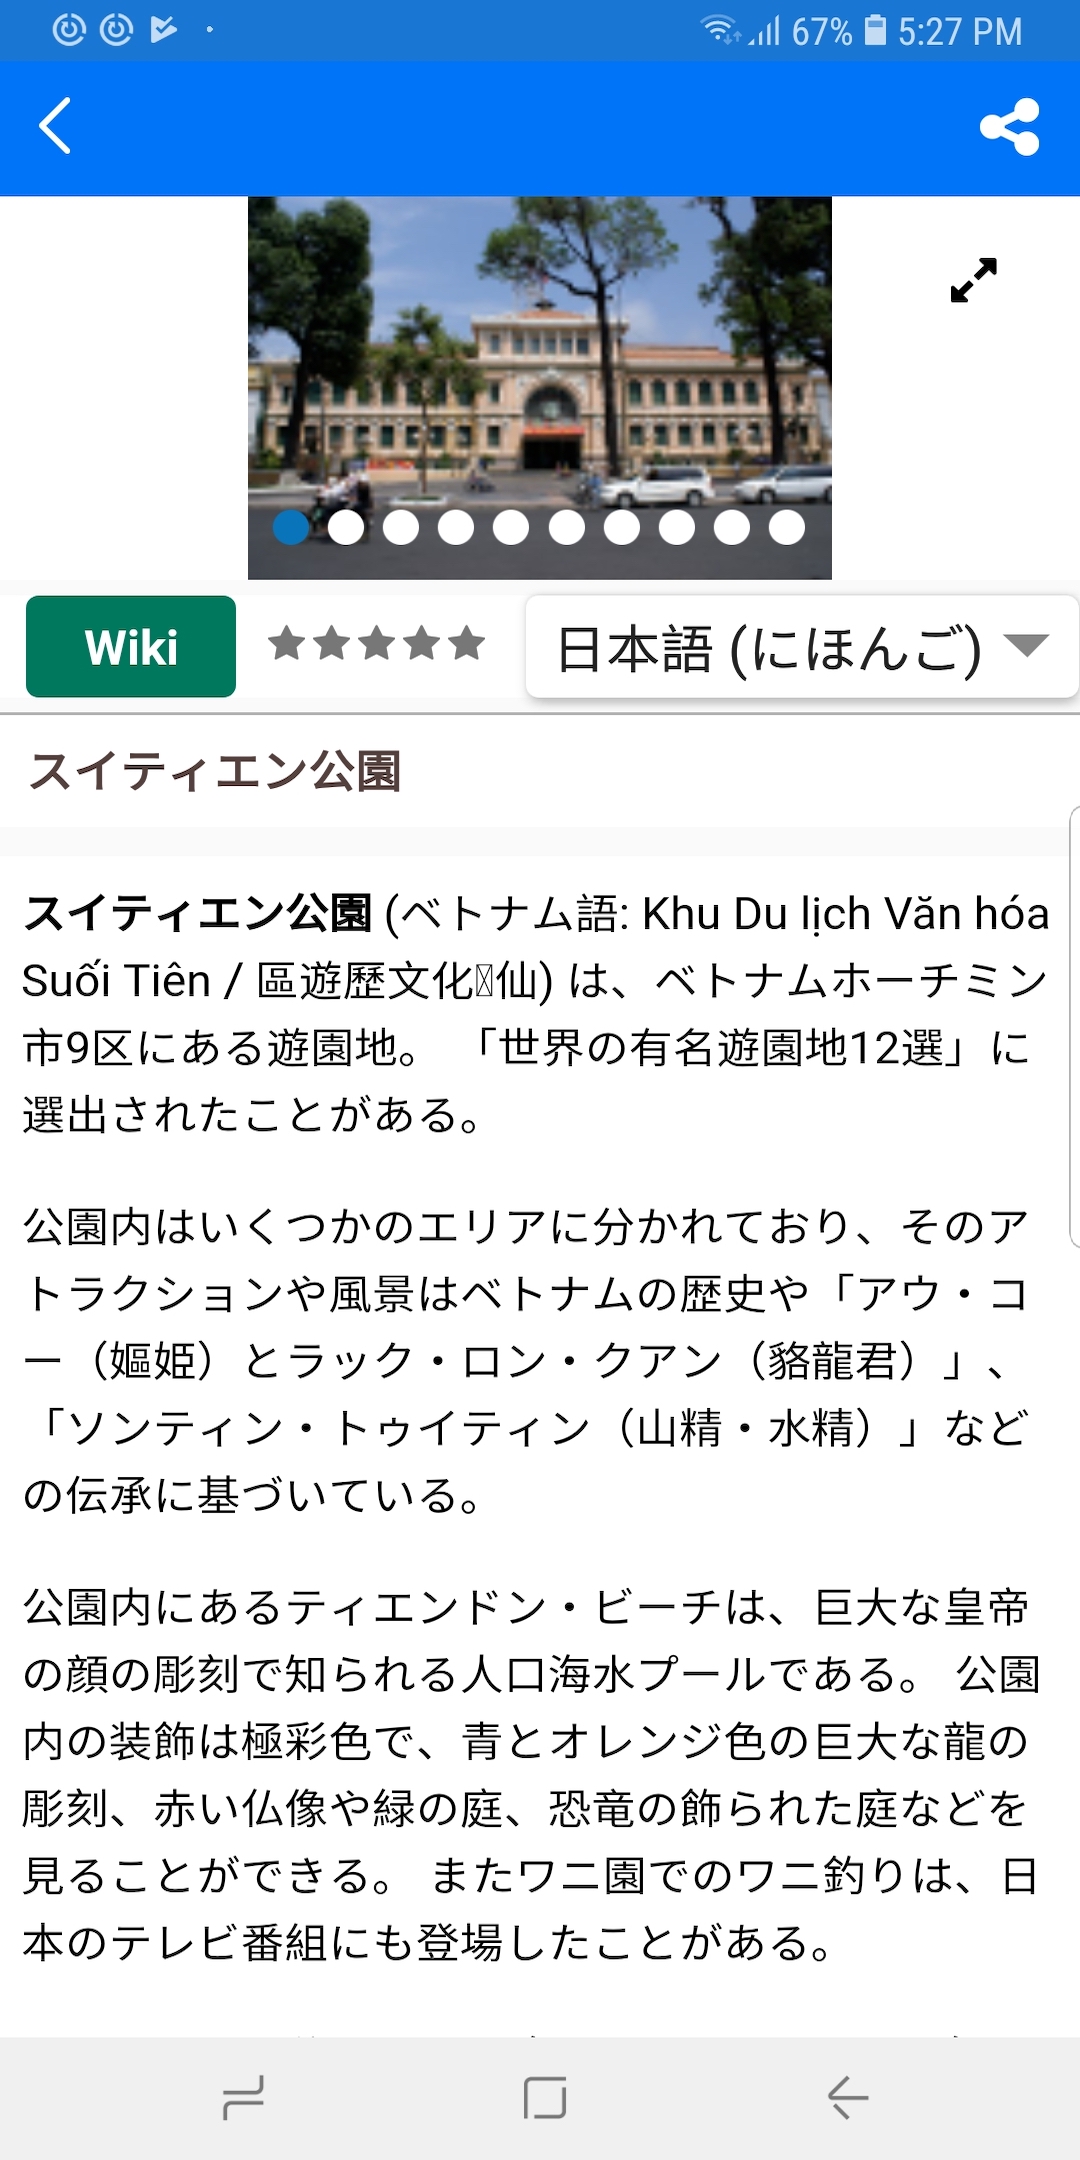 67% 5:27 PM
Wiki
日本語 (にほんご)
スイティエン公園
スイティエン公園 (ベトナム語: Khu Du lịch Văn hóa
Suối Tiên / 區遊歷文化仙) は、ベトナムホーチミン
市9区にある遊園地。 「世界の有名遊園地12選」に
選出されたことがある。
公園内はいくつかのエリアに分かれており、そのア
トラクションや風景はベトナムの歴史や「アウ・コ
ー（嫗姫）とラック・ロン・クアン（貉龍君）」、
「ソンティン・トゥイティン（山精・水精）」など
の伝承に基づいている。
公園内にあるティエンドン・ビーチは、巨大な皇帝
の顔の彫刻で知られる人口海水プールである。 公園
内の装飾は極彩色で、青とオレンジ色の巨大な龍の
彫刻、赤い仏像や緑の庭、恐竜の飾られた庭などを
見ることができる。 またワニ園でのワニ釣りは、日
本のテレビ番組にも登場したことがある。